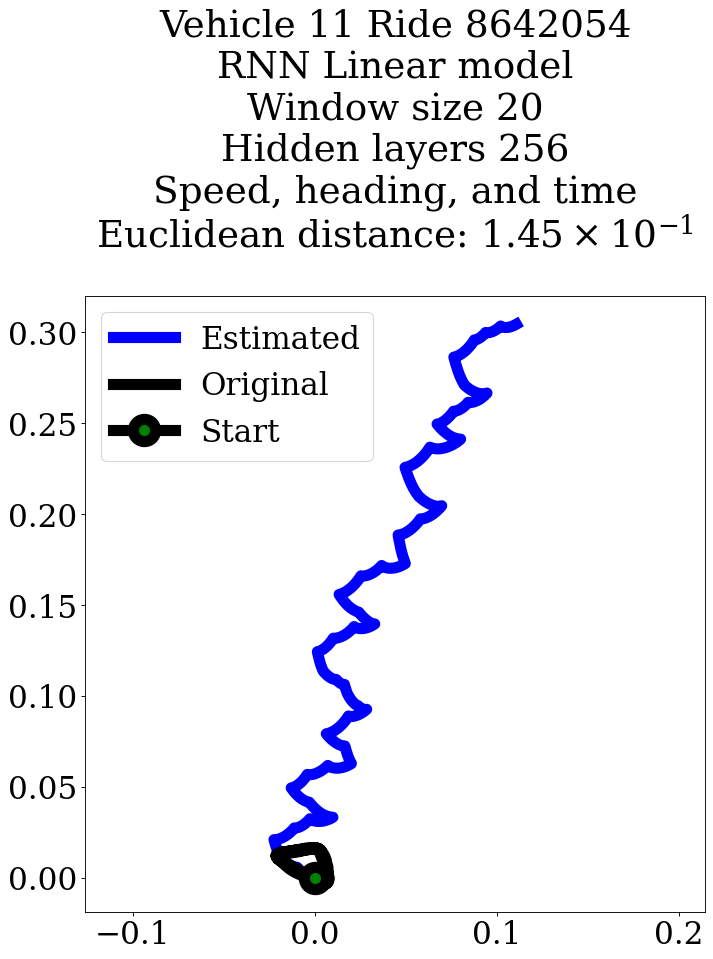 Vehicle 11 Ride 8642054
RNN Linear model
Window size 20
Hidden layers 256
Speed, heading, and time
Euclidean distance: 1.45 × 10⁻¹
Estimated
Original
Start
0.30
0.25
0.20
0.15
0.10
0.05
0.00
−0.1 0.0 0.1 0.2